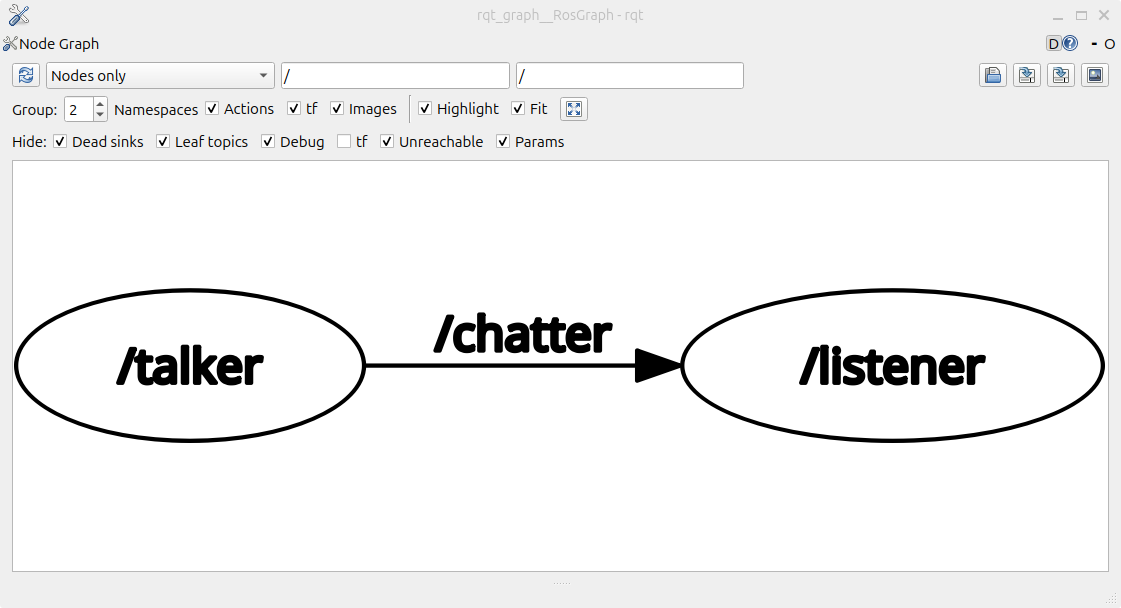 rqt_graph__RosGraph - rqt
Node Graph D ? - O
Nodes only / /
Group: 2 Namespaces Actions tf Images Highlight Fit
Hide: Dead sinks Leaf topics Debug tf Unreachable Params
/chatter
/talker /listener